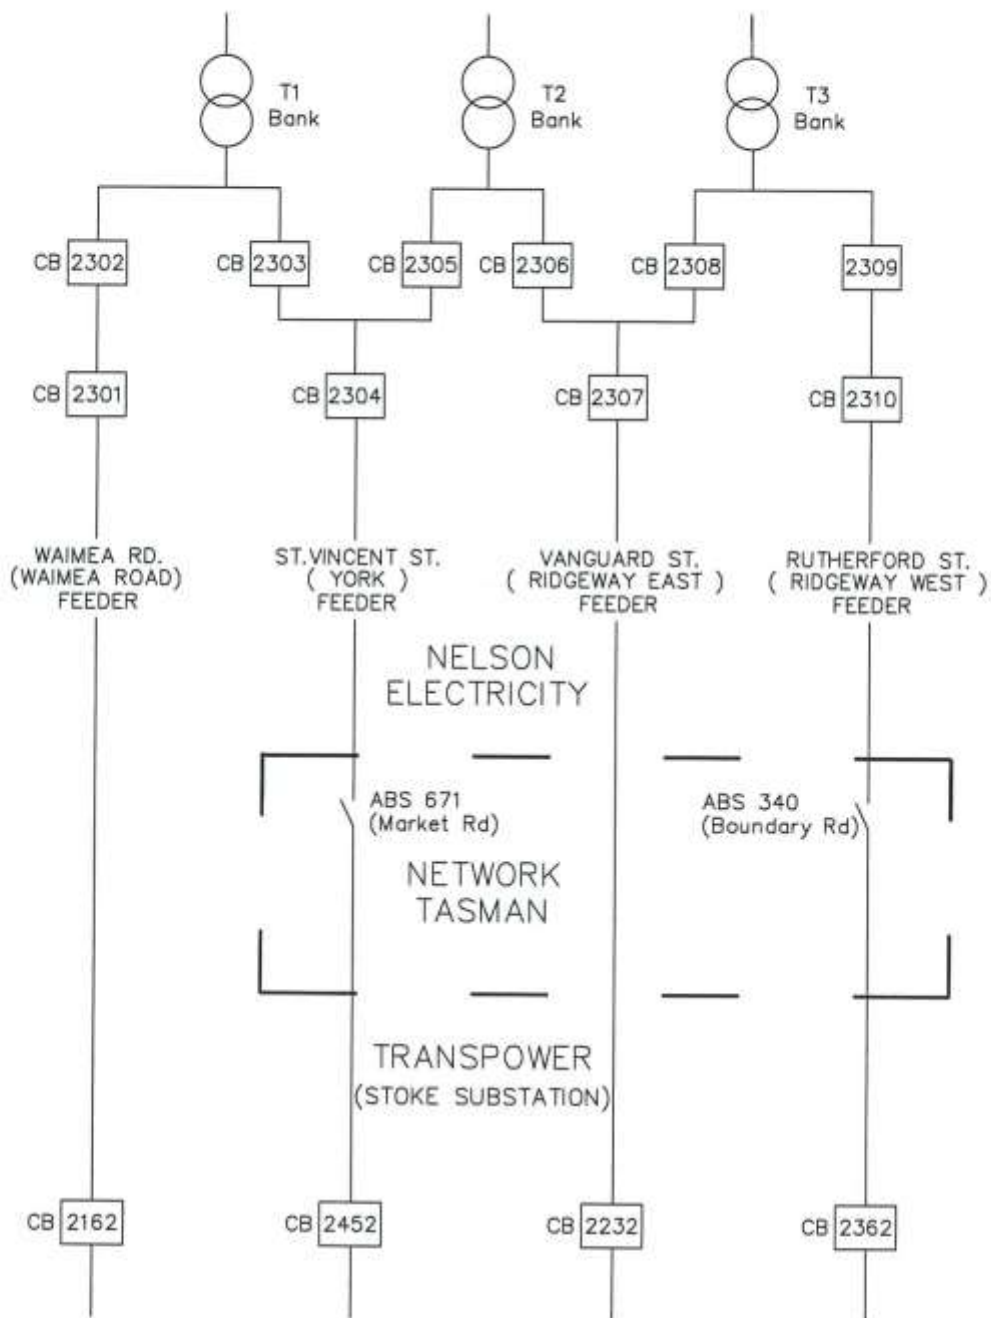 T1
Bank
T2
Bank
T3
Bank
CB 2302
CB 2303
CB 2305
CB 2306
CB 2308
2309
CB 2301
CB 2304
CB 2307
CB 2310
WAIMEA RD.
(WAIMEA ROAD)
FEEDER
ST.VINCENT ST.
( YORK )
FEEDER
VANGUARD ST.
( RIDGEWAY EAST )
FEEDER
RUTHERFORD ST.
( RIDGEWAY WEST )
FEEDER
NELSON
ELECTRICITY
ABS 671
(Market Rd)
ABS 340
(Boundary Rd)
NETWORK
TASMAN
TRANSPOWER
(STOKE SUBSTATION)
CB 2162
CB 2452
CB 2232
CB 2362